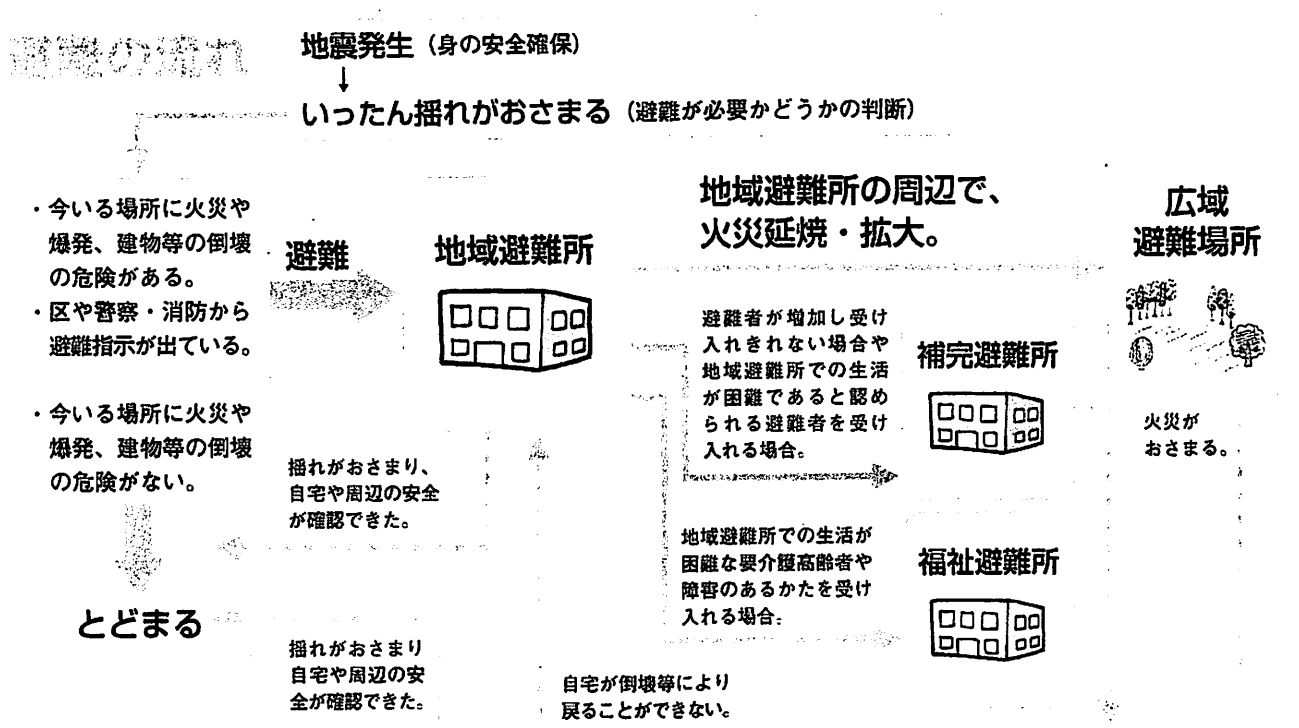 避難の流れ
地震発生（身の安全確保）
いったん揺れがおさまる（避難が必要かどうかの判断）
・今いる場所に火災や
爆発、建物等の倒壊
の危険がある。
・区や警察・消防から
避難指示が出ている。
・今いる場所に火災や
爆発、建物等の倒壊
の危険がない。
とどまる
避難
地域避難所
揺れがおさまり、
自宅や周辺の安全
が確認できた。
揺れがおさまり
自宅や周辺の安
全が確認できた。
地域避難所の周辺で、
火災延焼・拡大。
避難者が増加し受け
入れきれない場合や
地域避難所での生活
が困難であると認め
られる避難者を受け
入れる場合。
補完避難所
地域避難所での生活が
困難な要介護高齢者や
障害のあるかたを受け
入れる場合。
福祉避難所
自宅が倒壊等により
戻ることができない。
広域
避難場所
火災が
おさまる。